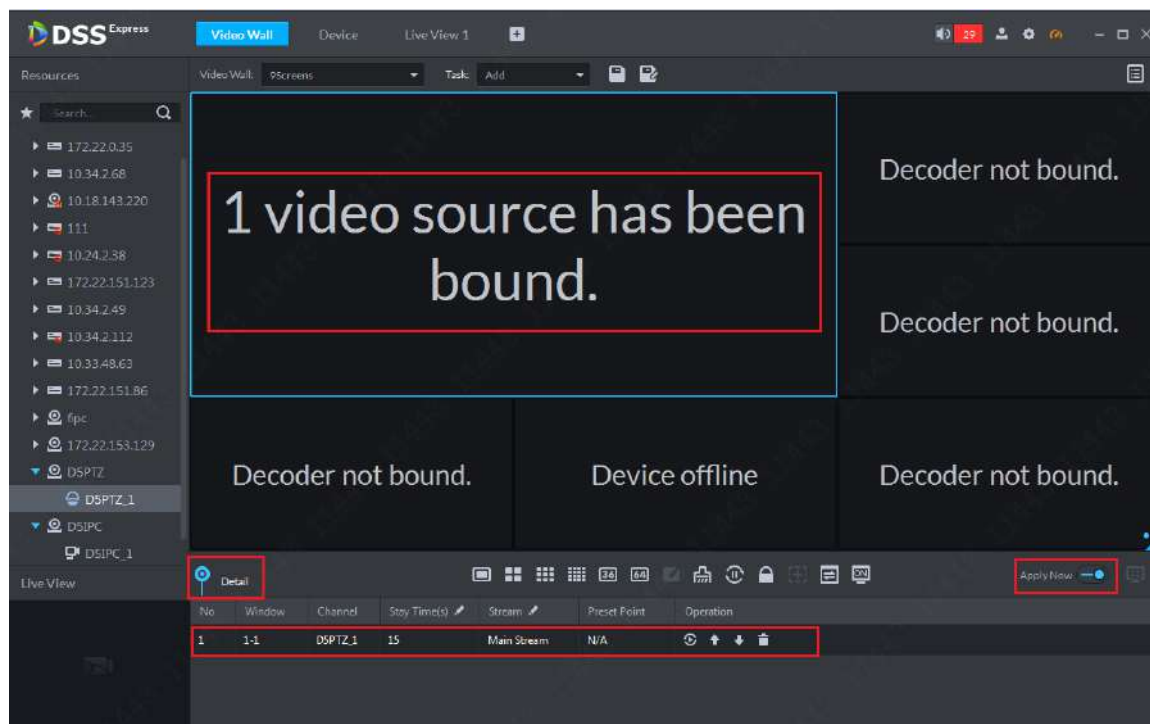 DSS Express
Video Wall
Device
Live View 1
29
Resources
Video Wall: 9Screens
Task: Add
Search...
172.22.0.35
10.34.2.68
10.18.143.220
111
10.24.2.38
172.22.151.123
10.34.2.49
10.34.2.112
10.33.48.63
172.22.151.86
fipc
172.22.153.129
DSPTZ
DSPTZ_1
DSIPC
DSIPC_1
1 video source has been
bound.
Decoder not bound.
Decoder not bound.
Decoder not bound.
Device offline
Decoder not bound.
Live View
Detail
36
64
ON
Apply Now
No Window Channel Stay Time(s) Stream Preset Point Operation
1 1-1 DSPTZ_1 15 Main Stream N/A